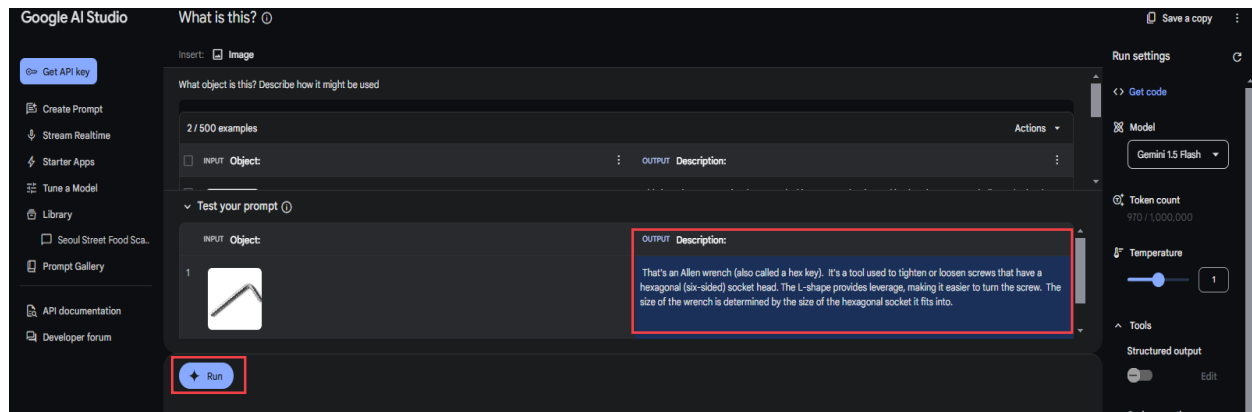 Google AI Studio
What is this?
Save a copy
Get API key
Create Prompt
Stream Realtime
Starter Apps
Tune a Model
Library
Seoul Street Food Sca..
Prompt Gallery
API documentation
Developer forum
Insert: Image
What object is this? Describe how it might be used
2 / 500 examples
Actions
INPUT Object:
OUTPUT Description:
Test your prompt
INPUT Object:
OUTPUT Description:
1
That's an Allen wrench (also called a hex key). It's a tool used to tighten or loosen screws that have a
hexagonal (six-sided) socket head. The L-shape provides leverage, making it easier to turn the screw. The
size of the wrench is determined by the size of the hexagonal socket it fits into.
Run
Run settings
Get code
Model
Gemini 1.5 Flash
Token count
970 / 1,000,000
Temperature
1
Tools
Structured output
Edit